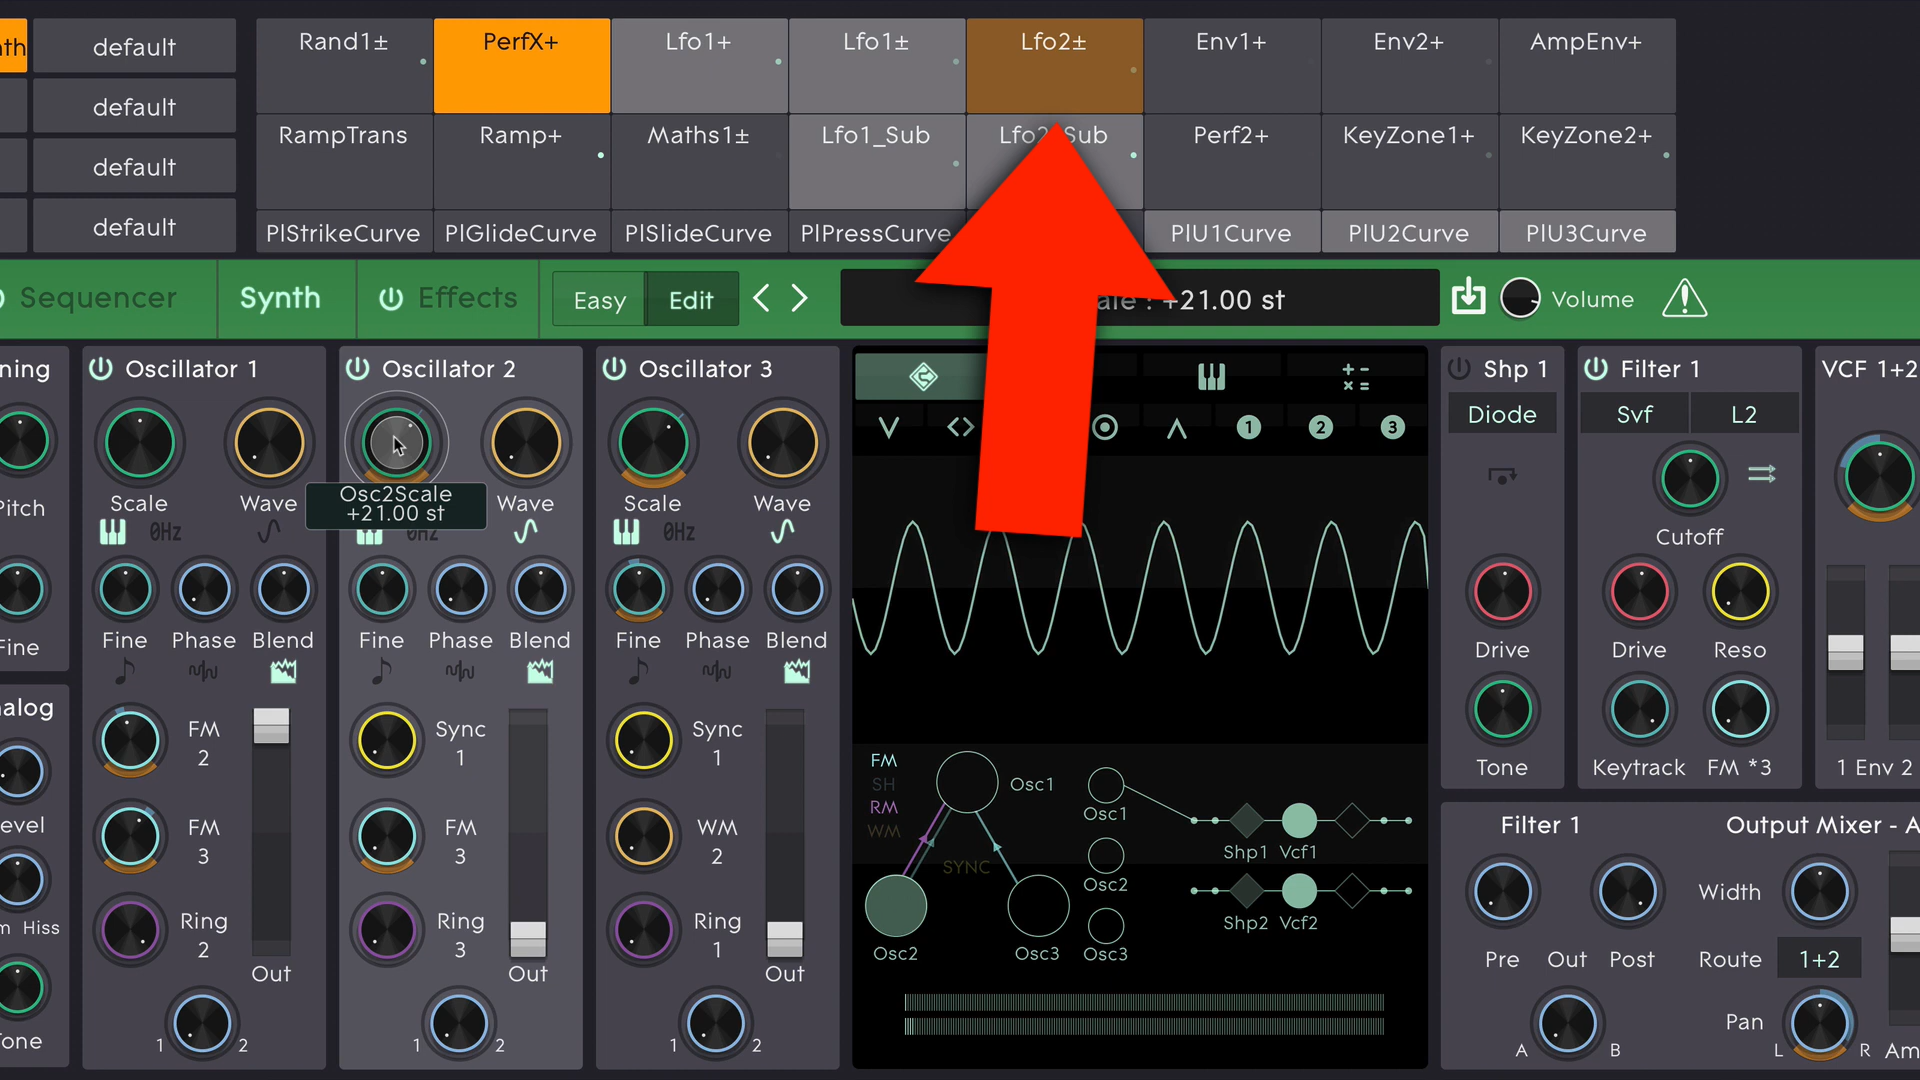 default
Rand1±
PerfX+
Lfo1+
Lfo1±
Lfo2±
Env1+
Env2+
AmpEnv+
default
RampTrans
Ramp+
Maths1±
Lfo1_Sub
Perf2+
KeyZone1+
KeyZone2+
default
default
PlStrikeCurve
PlGlideCurve
PlSlideCurve
PlPressCurve
PlU1Curve
PlU2Curve
PlU3Curve
Sequencer
Synth
Effects
Easy
Edit
+21.00 st
Volume
Oscillator 1
Oscillator 2
Oscillator 3
Shp 1
Filter 1
VCF 1+2
Diode
Svf
L2
Scale
Wave
Osc2Scale
+21.00 st
Wave
Scale
Wave
0Hz
0Hz
0Hz
1
2
3
Cutoff
Fine
Phase
Blend
Fine
Phase
Blend
Fine
Phase
Blend
Drive
Drive
Reso
FM
2
Sync
1
Sync
1
FM
3
FM
3
WM
2
Ring
2
Ring
3
Ring
1
Out
Out
Out
1 2
1 2
1 2
FM
SH
RM
WM
SYNC
Osc1
Osc2
Osc3
Osc1
Osc2
Osc3
Shp1 Vcf1
Shp2 Vcf2
Tone
Keytrack
FM *3
1 Env 2
Filter 1
Output Mixer - A
Pre
Out
Post
Width
Route
1+2
Pan
A B
L R
Hiss